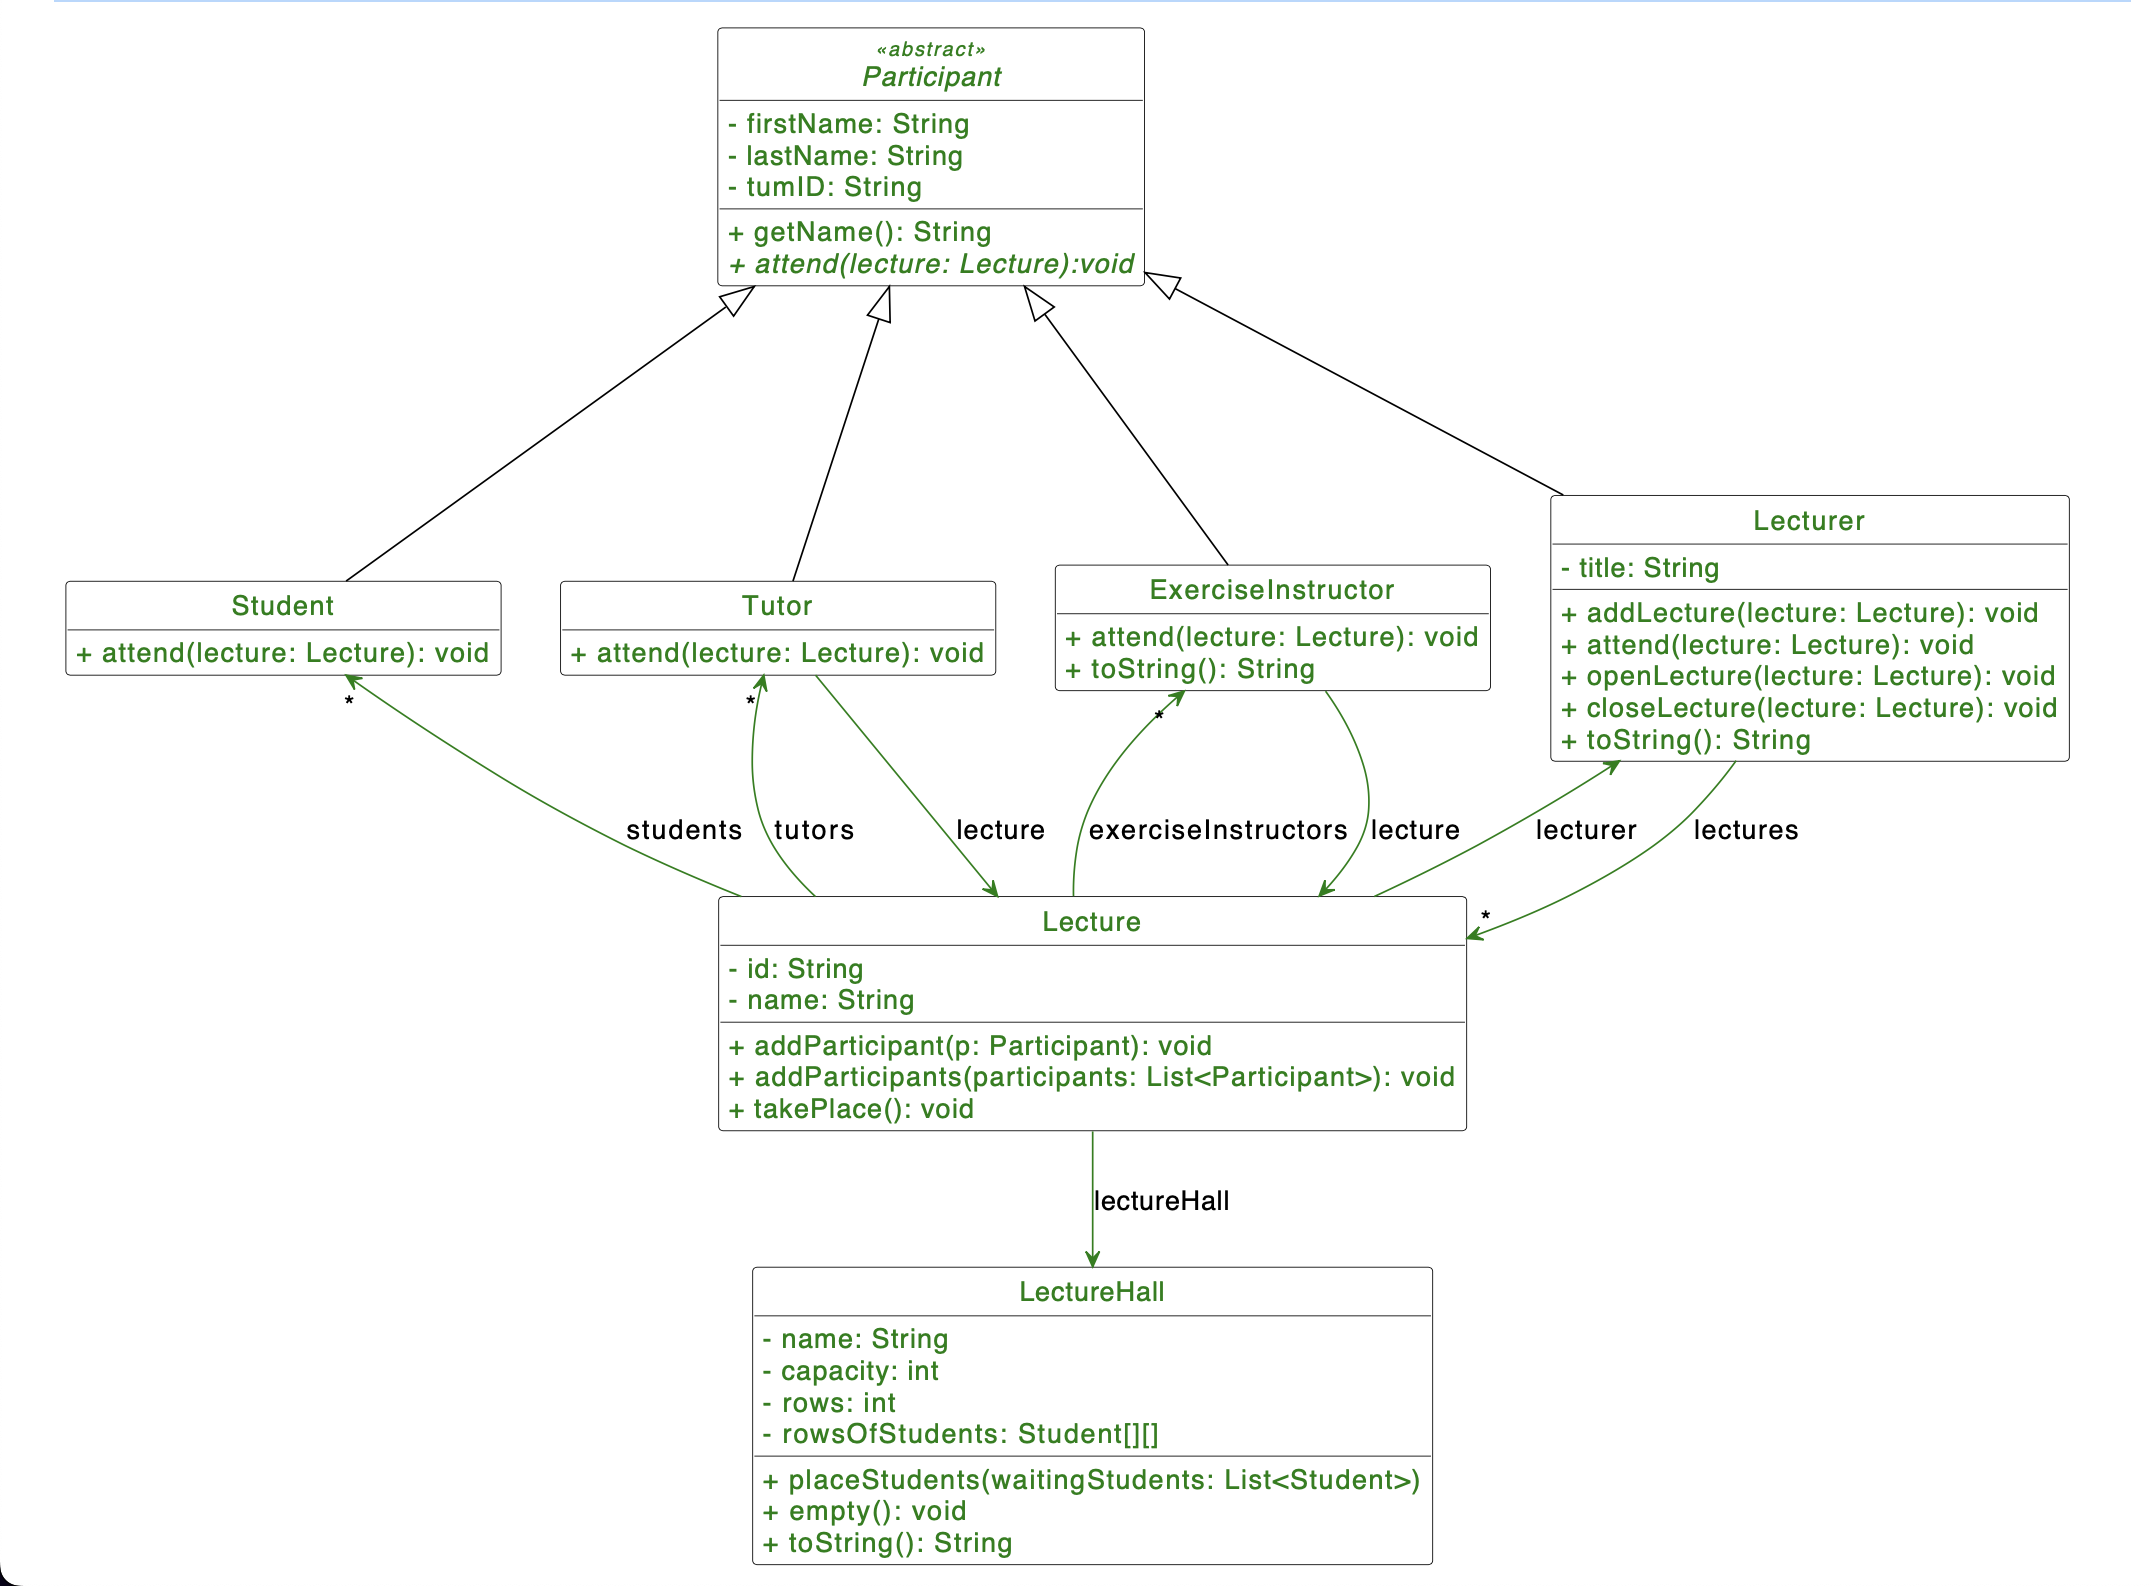 «abstract»
Participant
- firstName: String
- lastName: String
- tumID: String
+ getName(): String
+ attend(lecture: Lecture):void
Student
+ attend(lecture: Lecture): void
Tutor
+ attend(lecture: Lecture): void
ExerciseInstructor
+ attend(lecture: Lecture): void
+ toString(): String
Lecturer
- title: String
+ addLecture(lecture: Lecture): void
+ attend(lecture: Lecture): void
+ openLecture(lecture: Lecture): void
+ closeLecture(lecture: Lecture): void
+ toString(): String
*
*
*
students
tutors
lecture
exerciseInstructors
lecture
lecturer
lectures
*
Lecture
- id: String
- name: String
+ addParticipant(p: Participant): void
+ addParticipants(participants: List<Participant>): void
+ takePlace(): void
lectureHall
LectureHall
- name: String
- capacity: int
- rows: int
- rowsOfStudents: Student[][]
+ placeStudents(waitingStudents: List<Student>)
+ empty(): void
+ toString(): String